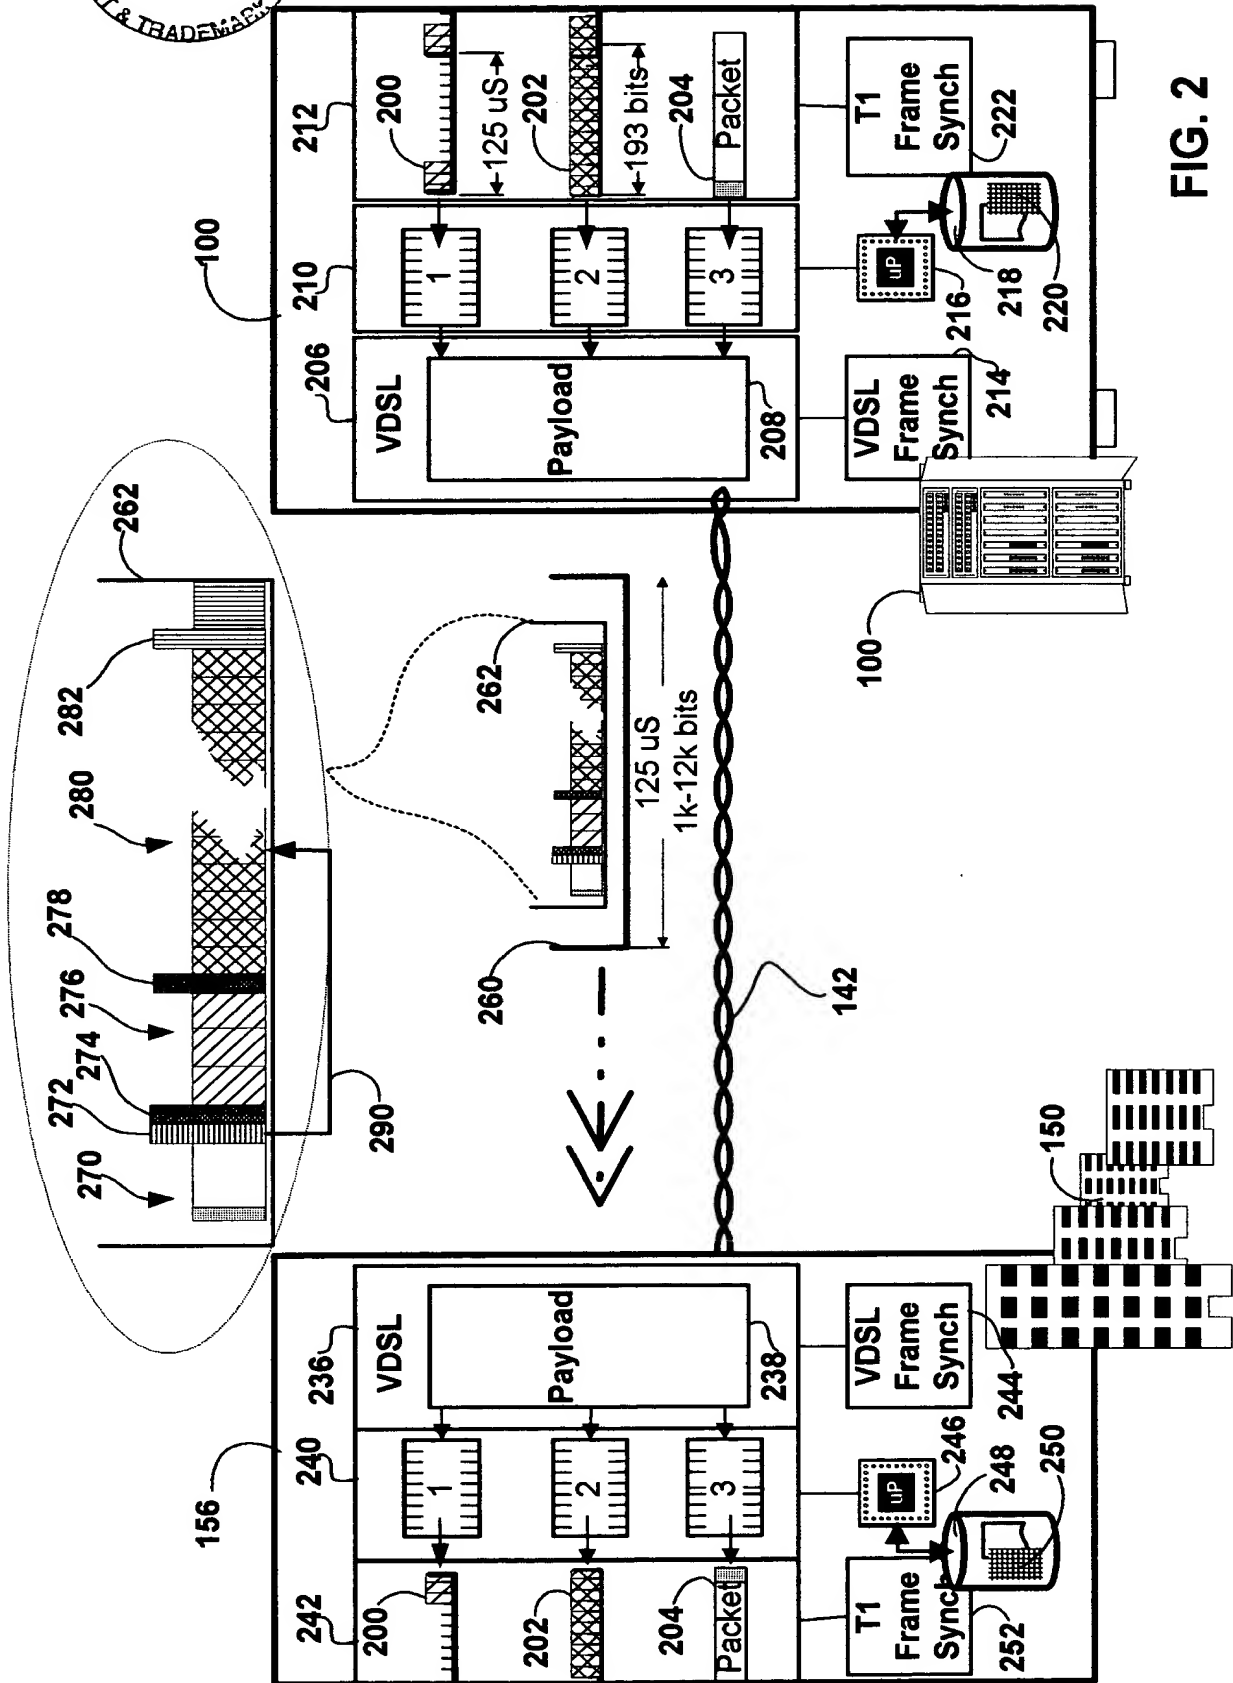 T & TRADEMARK
FIG. 2
100
212
200
125 uS
202
193 bits
204
Packet
210
1
2
3
206
VDSL
Payload
208
T1
Frame
Synch
222
uP
216
218
220
VDSL
Frame
Synch
214
100
262
282
280
278
276
274
272
270
290
262
125 uS
1k-12k bits
260
142
150
156
236
VDSL
Payload
238
240
1
2
3
242
200
202
204
Packet
VDSL
Frame
Synch
244
uP
246
248
250
T1
Frame
Synch
252